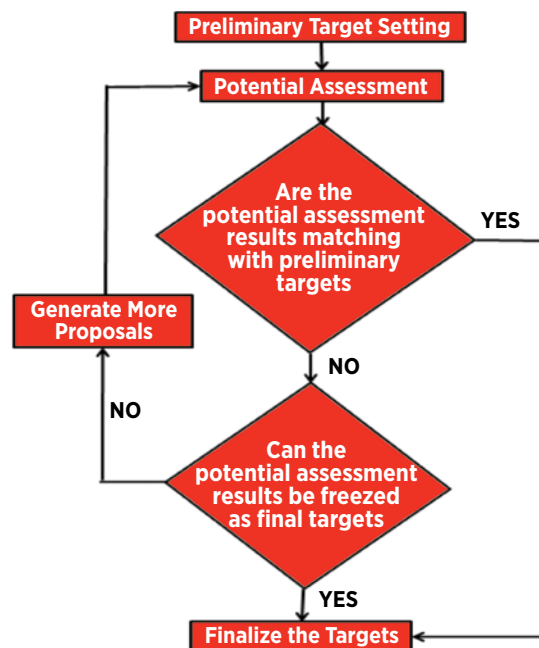 Preliminary Target Setting
Potential Assessment
Are the
potential assessment
results matching
with preliminary
targets
YES
Generate More
Proposals
NO
NO
Can the
potential assessment
results be freezed
as final targets
YES
Finalize the Targets